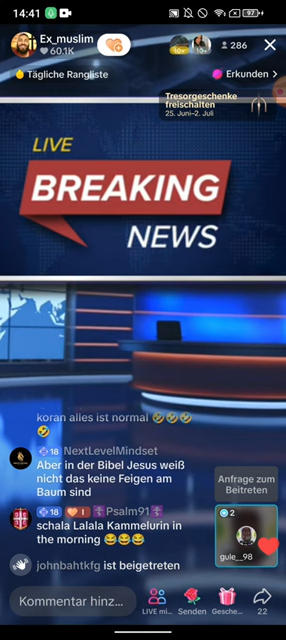 14:41
97
Ex_muslim
60.1K
10+
286
Tägliche Rangliste
Erkunden >
Tresorgeschenke
freischalten
25. Juni–2. Juli
LIVE
BREAKING
NEWS
koran alles ist normal 🤣🤣🤣
🤣
18 NextLevelMindset
Aber in der Bibel Jesus weiß
nicht das keine Feigen am
Baum sind
18 I ✝️Psalm91✝️
schala Lalala Kammelurin in
the morning 😂😂😂
johnbahtkfg ist beigetreten
Anfrage zum
Beitreten
2
gule__98
Kommentar hinz...
LIVE mi...
Senden
Gesche...
22